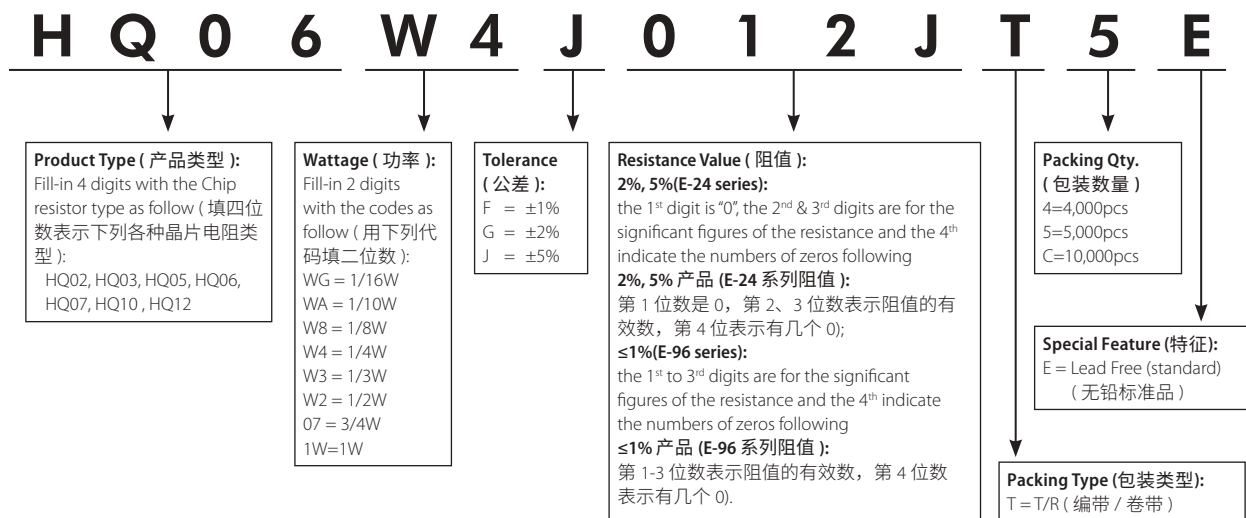 H Q 0 6 W 4 J 0 1 2 J T 5 E
Product Type ( 产品类型 ):
Fill-in 4 digits with the Chip
resistor type as follow ( 填四位
数表示下列各种晶片电阻类
型 ):
HQ02, HQ03, HQ05, HQ06,
HQ07, HQ10 , HQ12
Wattage ( 功率 ):
Fill-in 2 digits
with the codes as
follow ( 用下列代
码填二位数 ):
WG = 1/16W
WA = 1/10W
W8 = 1/8W
W4 = 1/4W
W3 = 1/3W
W2 = 1/2W
07 = 3/4W
1W=1W
Tolerance
( 公差 ):
F = ±1%
G = ±2%
J = ±5%
Resistance Value ( 阻值 ):
2%, 5%(E-24 series):
the 1st digit is “0”, the 2nd & 3rd digits are for the
significant figures of the resistance and the 4th
indicate the numbers of zeros following
2%, 5% 产品 (E-24 系列阻值 ):
第 1 位数是 0，第 2、3 位数表示阻值的有
效数，第 4 位表示有几个 0);
≤1%(E-96 series):
the 1st to 3rd digits are for the significant
figures of the resistance and the 4th indicate
the numbers of zeros following
≤1% 产品 (E-96 系列阻值 ):
第 1-3 位数表示阻值的有效数，第 4 位数
表示有几个 0).
Packing Qty.
( 包装数量 )
4=4,000pcs
5=5,000pcs
C=10,000pcs
Special Feature (特征):
E = Lead Free (standard)
( 无铅标准品 )
Packing Type (包装类型):
T = T/R ( 编带 / 卷带 )